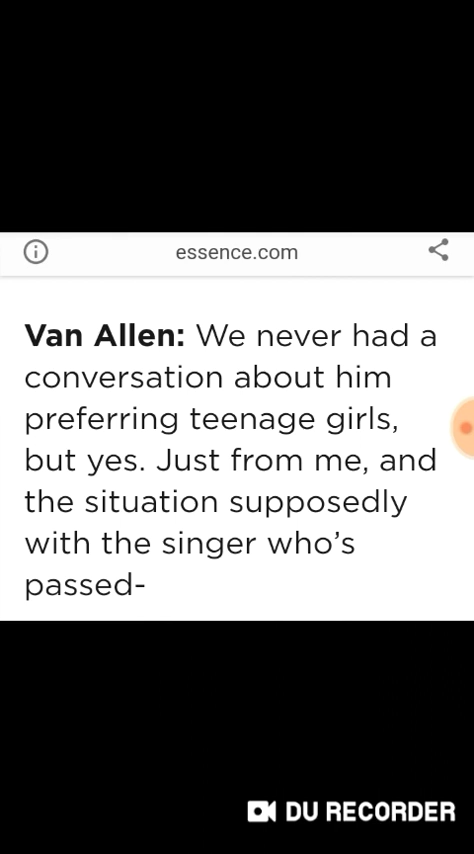 essence.com
Van Allen: We never had a
conversation about him
preferring teenage girls,
but yes. Just from me, and
the situation supposedly
with the singer who’s
passed-
DU RECORDER